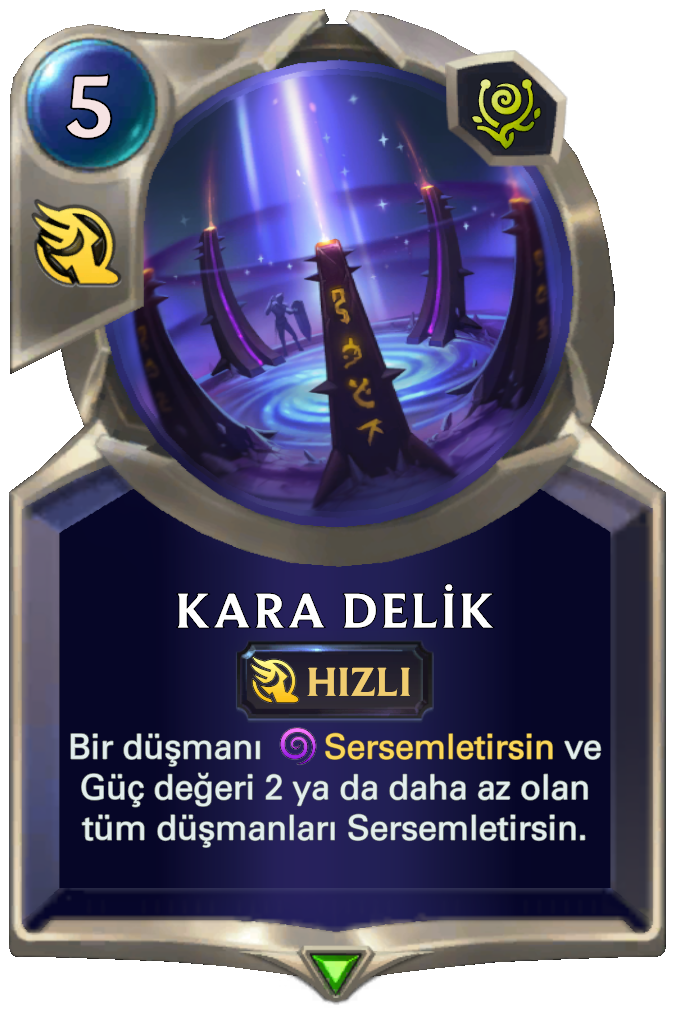 5
KARA DELİK
HIZLI
Bir düşmanı Sersemletirsin ve
Güç değeri 2 ya da daha az olan
tüm düşmanları Sersemletirsin.